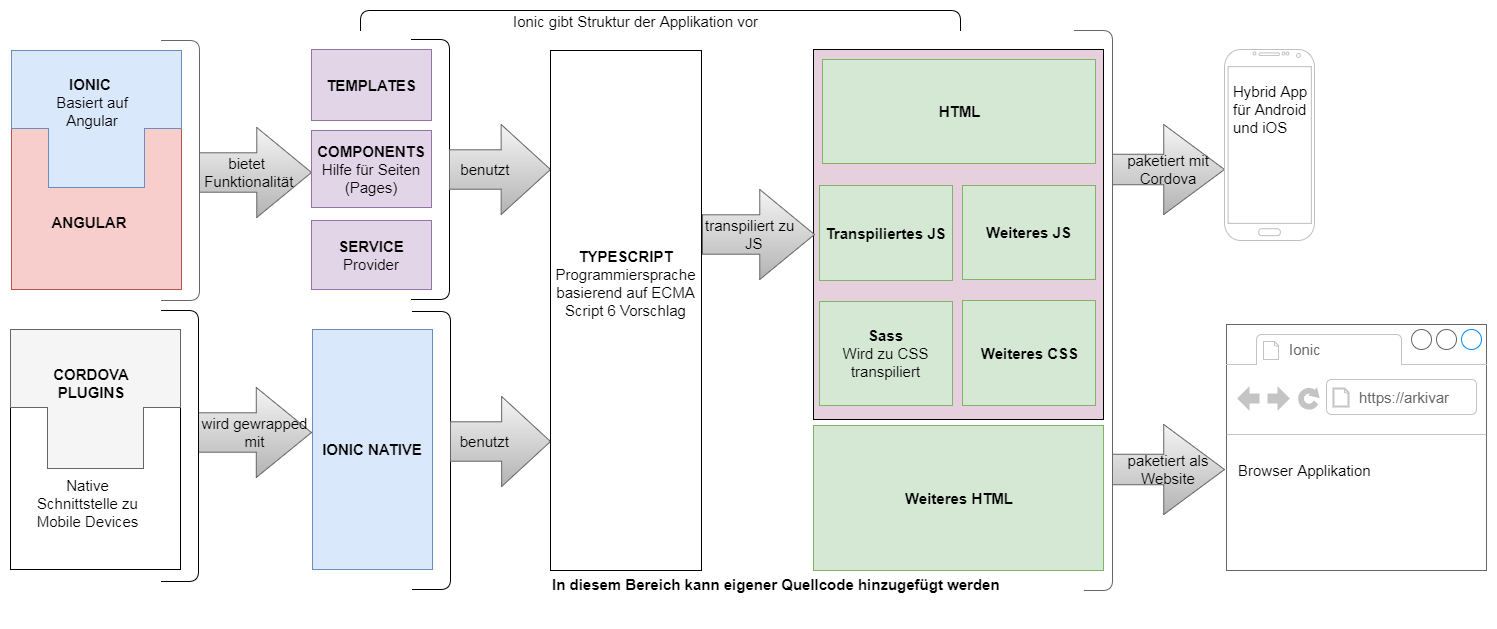 Ionic gibt Struktur der Applikation vor
IONIC
Basiert auf
Angular
ANGULAR
bietet
Funktionalität
TEMPLATES
COMPONENTS
Hilfe für Seiten
(Pages)
SERVICE
Provider
benutzt
CORDOVA
PLUGINS
Native
Schnittstelle zu
Mobile Devices
wird gewrapped
mit
IONIC NATIVE
benutzt
TYPESCRIPT
Programmiersprache
basierend auf ECMA
Script 6 Vorschlag
transpiliert zu
JS
HTML
Transpiliertes JS
Weiteres JS
Sass
Wird zu CSS
transpiliert
Weiteres CSS
Weiteres HTML
In diesem Bereich kann eigener Quellcode hinzugefügt werden
paketiert mit
Cordova
Hybrid App
für Android
und iOS
paketiert als
Website
Ionic
https://arkivar
Browser Applikation